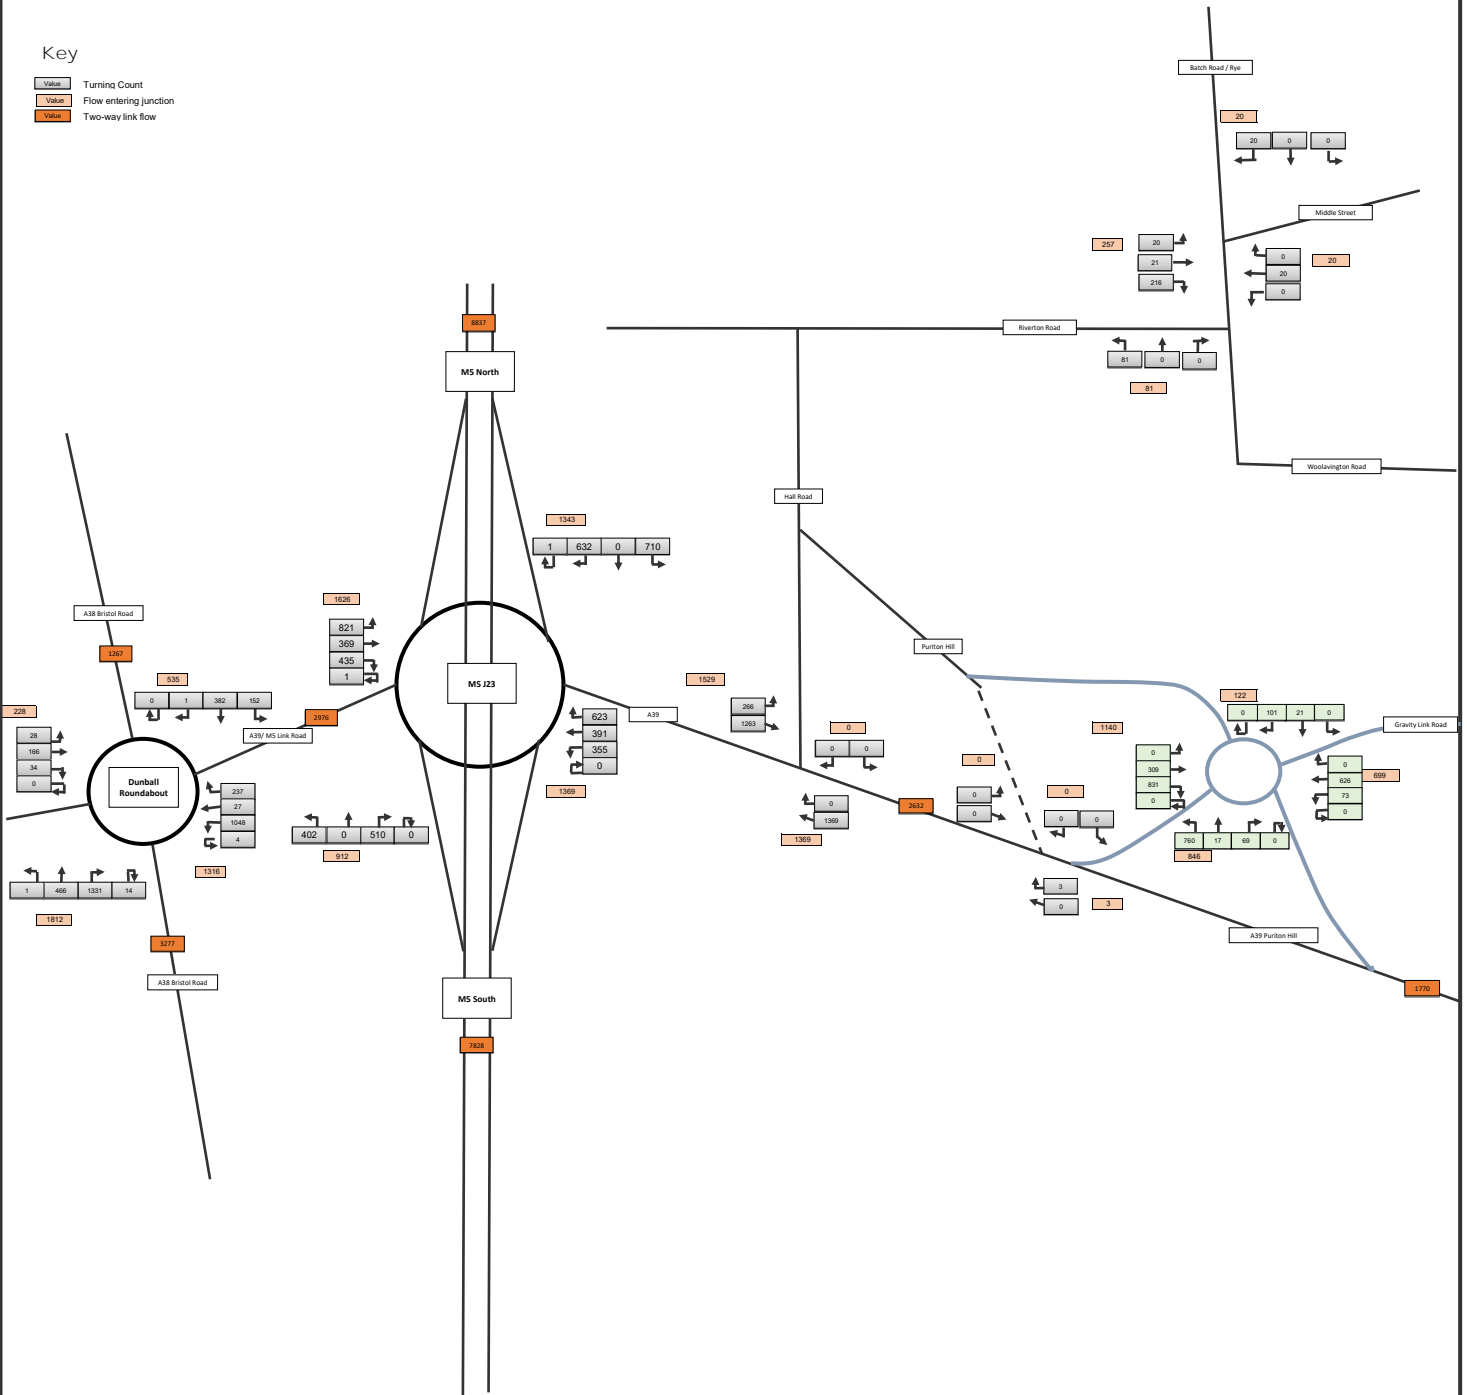 Key
Value Turning Count
Value Flow entering junction
Value Two-way link flow
Batch Road / Rye
20
20 0 0
Middle Street
257
20
21
216
0
20
0
20
Riverton Road
81 0 0
81
Woolavington Road
8837
M5 North
Hall Road
1343
1 632 0 710
1626
821
369
435
1
M5 J23
A38 Bristol Road
1267
535
0 1 382 152
228
28
166
34
0
2976
A39/ M5 Link Road
Dunball
Roundabout
237
27
1048
4
1316
402 0 510 0
912
1 466 1331 14
1812
3277
A38 Bristol Road
623
391
355
0
1369
A39
1529
266
1263
0
0 0
0
1369
1369
Puriton Hill
0
0
0
2632
0
0 0
3
0
3
1140
0
309
831
0
122
0 101 21 0
Gravity Link Road
0
626
73
0
699
760 17 69 0
846
A39 Puriton Hill
1770
M5 South
7828